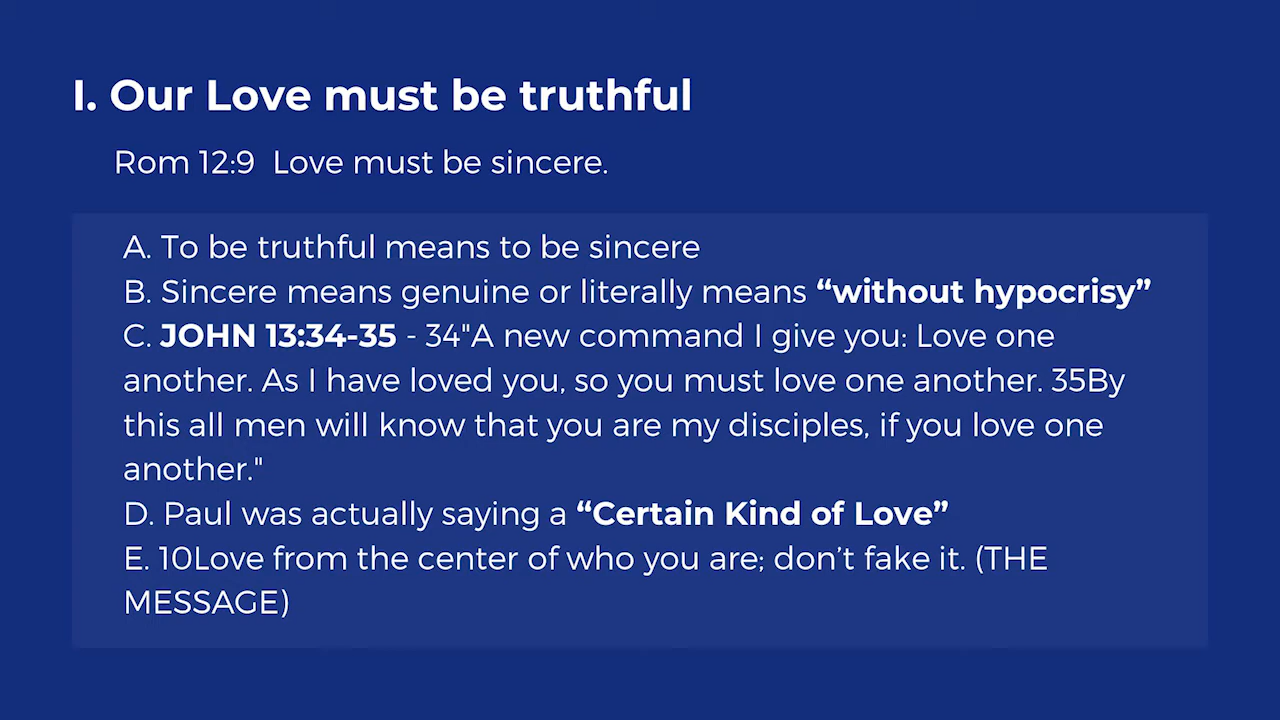 I. Our Love must be truthful
Rom 12:9  Love must be sincere.
A. To be truthful means to be sincere
B. Sincere means genuine or literally means “without hypocrisy”
C. JOHN 13:34-35 - 34"A new command I give you: Love one
another. As I have loved you, so you must love one another. 35By
this all men will know that you are my disciples, if you love one
another."
D. Paul was actually saying a “Certain Kind of Love”
E. 10Love from the center of who you are; don’t fake it. (THE
MESSAGE)